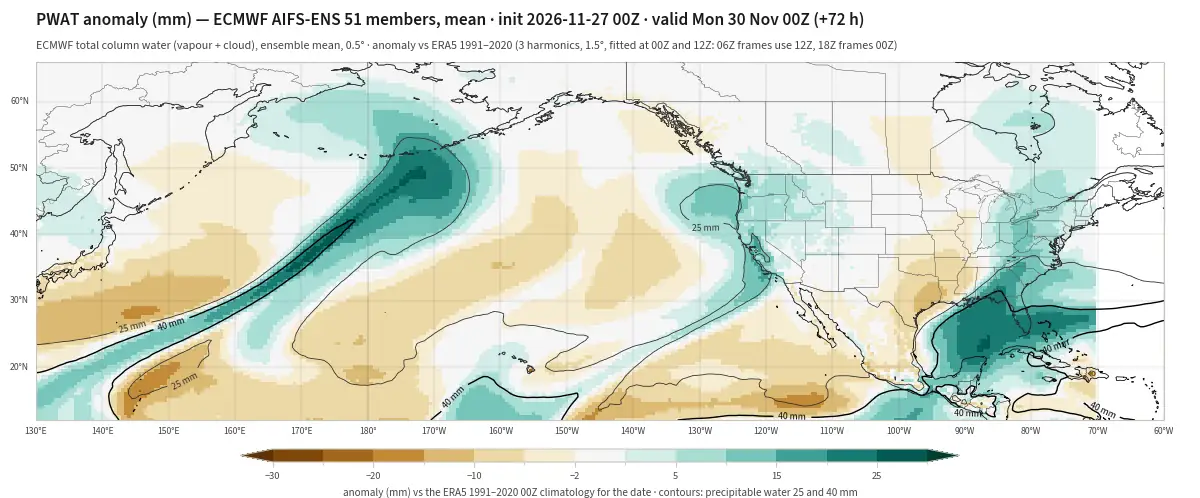 PWAT anomaly (mm) — ECMWF AIFS-ENS 51 members, mean · init 2026-11-27 00Z · valid Mon 30 Nov 00Z (+72 h)
ECMWF total column water (vapour + cloud), ensemble mean, 0.5° · anomaly vs ERA5 1991–2020 (3 harmonics, 1.5°, fitted at 00Z and 12Z: 06Z frames use 12Z, 18Z frames 00Z)
60°N
50°N
40°N
30°N
20°N
25 mm
25 mm
40 mm
25 mm
40 mm
40 mm
40 mm
40 mm
40 mm
130°E 140°E 150°E 160°E 170°E 180° 170°W 160°W 150°W 140°W 130°W 120°W 110°W 100°W 90°W 80°W 70°W 60°W
−30 −20 −10 −2 5 15 25
anomaly (mm) vs the ERA5 1991–2020 00Z climatology for the date · contours: precipitable water 25 and 40 mm